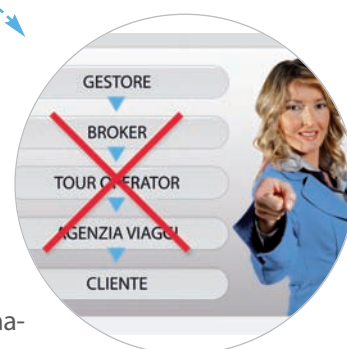 GESTORE
BROKER
TOUR OPERATOR
AGENZIA VIAGGI
CLIENTE
na-